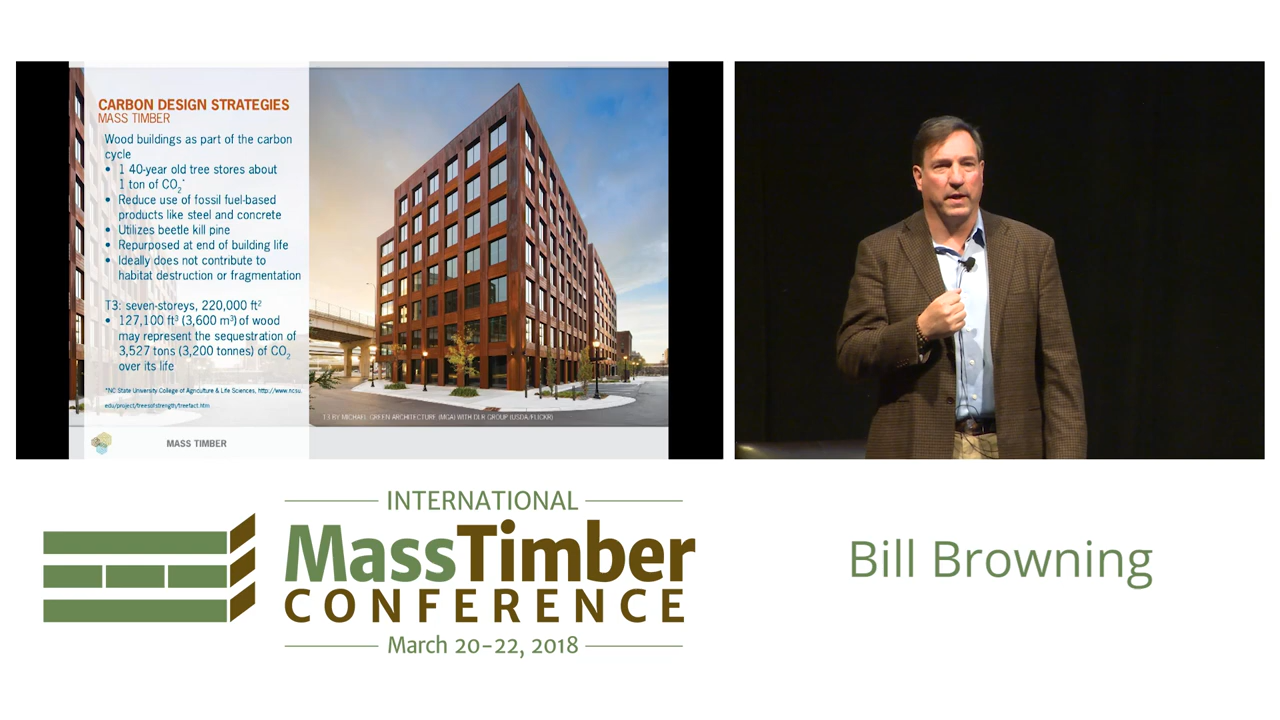 CARBON DESIGN STRATEGIES
MASS TIMBER
Wood buildings as part of the carbon
cycle
• 1 40-year old tree stores about
1 ton of CO₂*
• Reduce use of fossil fuel-based
products like steel and concrete
• Utilizes beetle kill pine
• Repurposed at end of building life
• Ideally does not contribute to
habitat destruction or fragmentation
T3: seven-storeys, 220,000 ft²
• 127,100 ft³ (3,600 m³) of wood
may represent the sequestration of
3,527 tons (3,200 tonnes) of CO₂
over its life
*NC State University College of Agriculture & Life Sciences, http://www.ncsu.
edu/project/treesofstrength/treefact.htm
T3 BY MICHAEL GREEN ARCHITECTURE (MGA) WITH DLR GROUP (USDA/FLICKR)
MASS TIMBER
INTERNATIONAL
MassTimber
CONFERENCE
March 20–22, 2018
Bill Browning